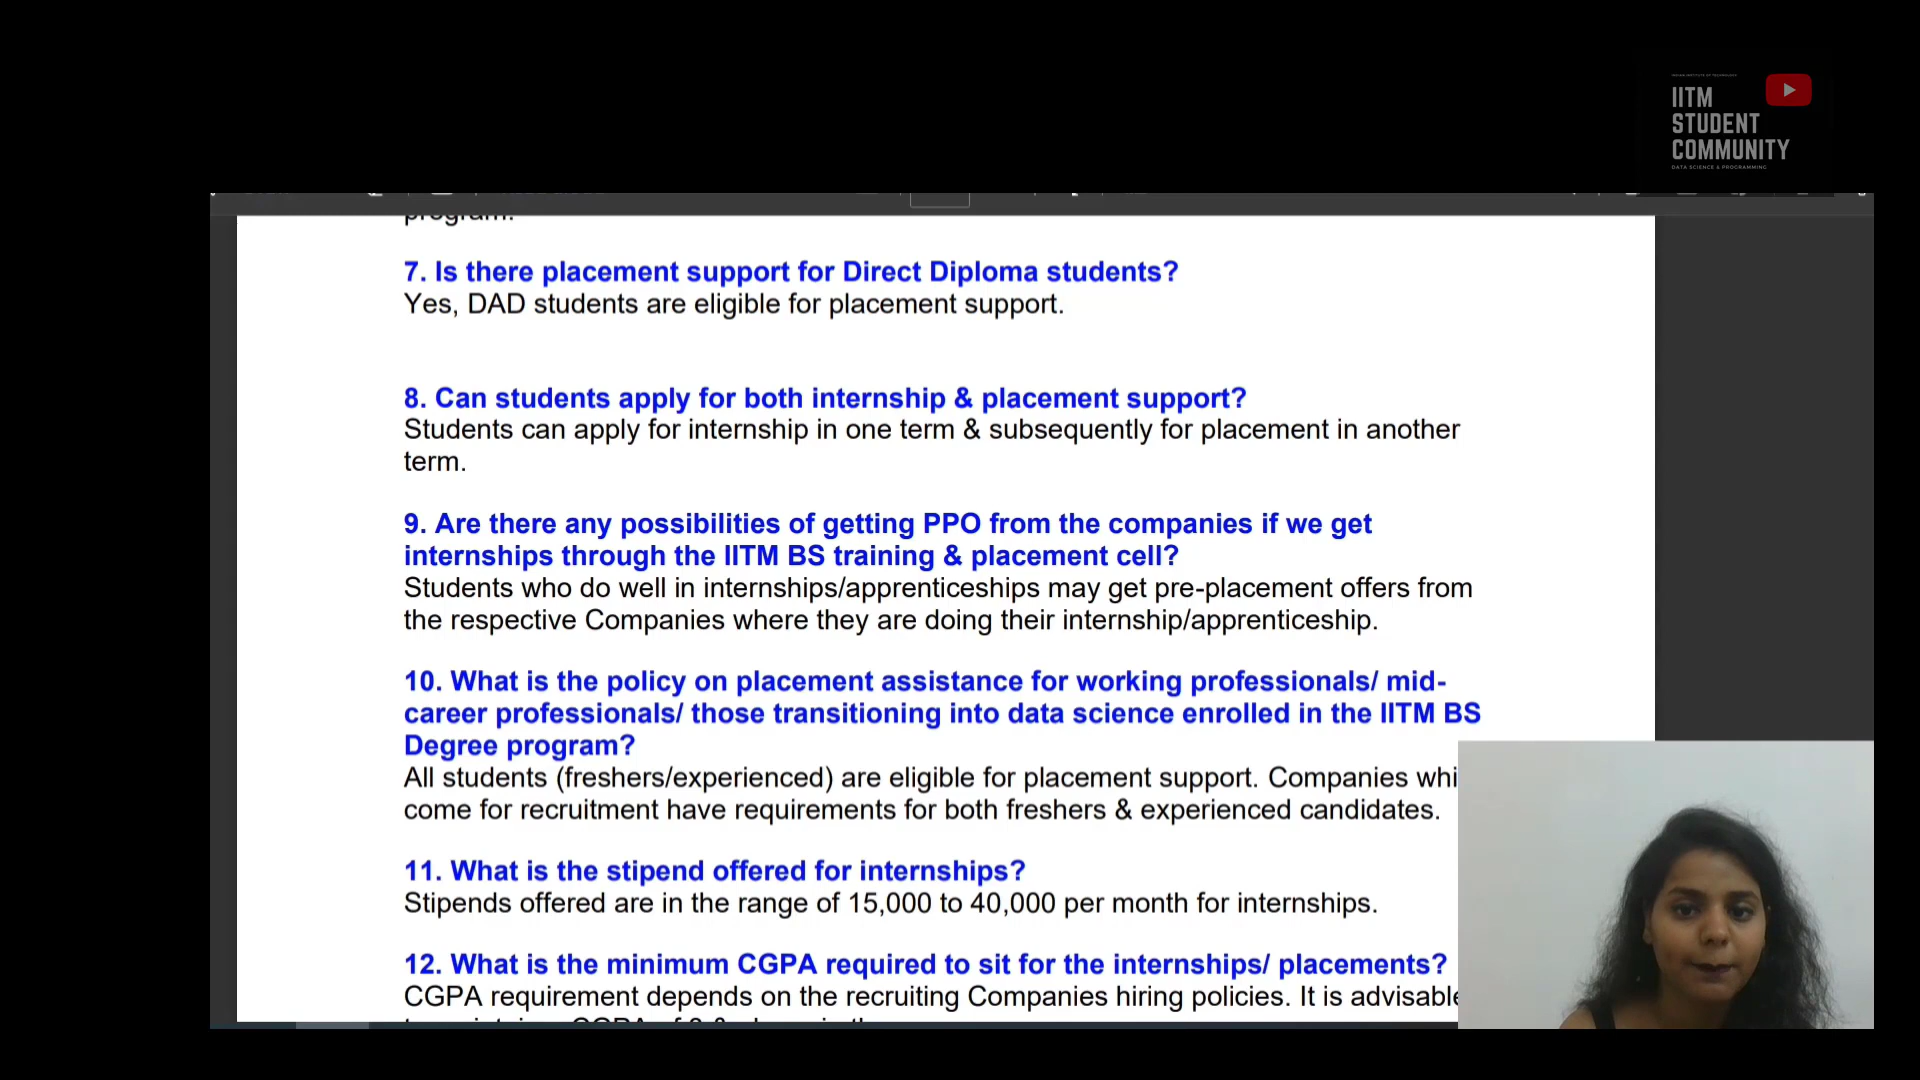 INDIAN INSTITUTE OF TECHNOLOGY
IITM
STUDENT
COMMUNITY
DATA SCIENCE & PROGRAMMING
program.
7. Is there placement support for Direct Diploma students?
Yes, DAD students are eligible for placement support.
8. Can students apply for both internship & placement support?
Students can apply for internship in one term & subsequently for placement in another
term.
9. Are there any possibilities of getting PPO from the companies if we get
internships through the IITM BS training & placement cell?
Students who do well in internships/apprenticeships may get pre-placement offers from
the respective Companies where they are doing their internship/apprenticeship.
10. What is the policy on placement assistance for working professionals/ mid-
career professionals/ those transitioning into data science enrolled in the IITM BS
Degree program?
All students (freshers/experienced) are eligible for placement support. Companies whi
come for recruitment have requirements for both freshers & experienced candidates.
11. What is the stipend offered for internships?
Stipends offered are in the range of 15,000 to 40,000 per month for internships.
12. What is the minimum CGPA required to sit for the internships/ placements?
CGPA requirement depends on the recruiting Companies hiring policies. It is advisable